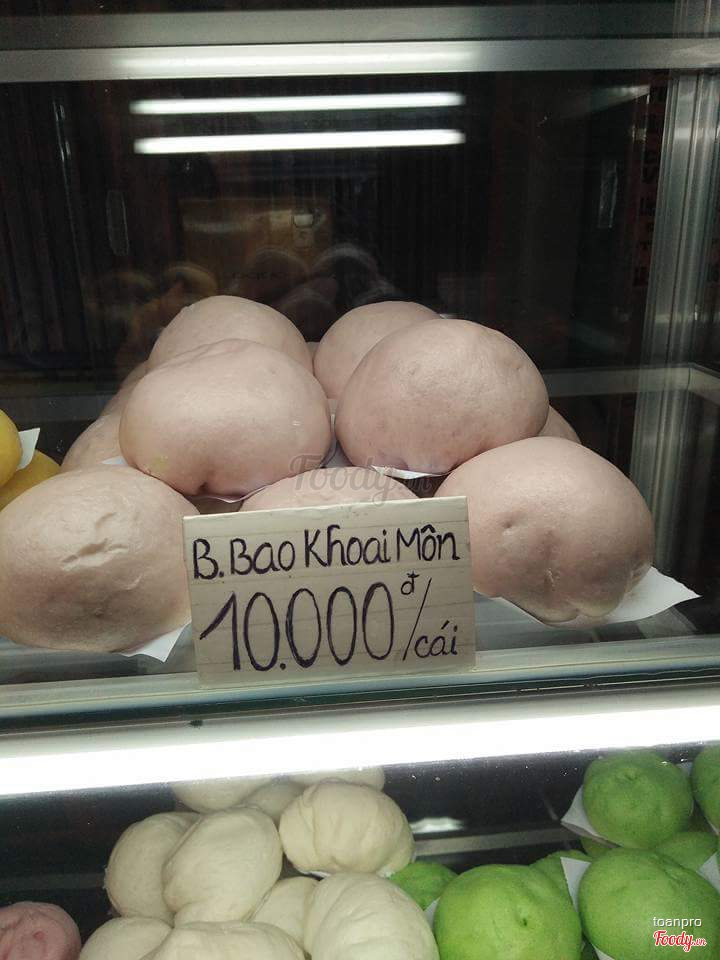 Foody.vn
B.Bao Khoai Môn
10.000đ/cái
toanpro
Foody.vn